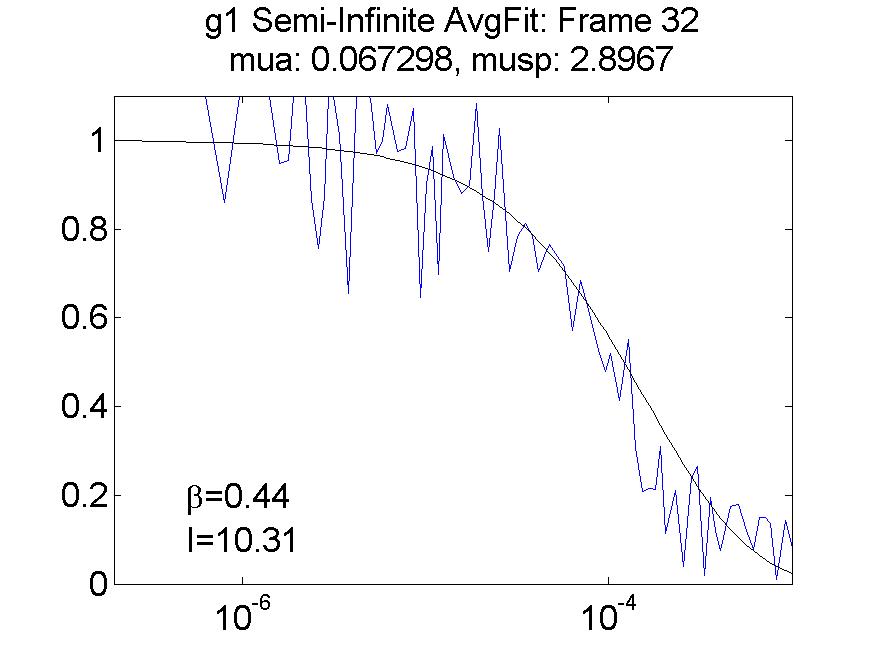 g1 Semi-Infinite AvgFit: Frame 32
mua: 0.067298, musp: 2.8967
1
0.8
0.6
0.4
0.2
0
β=0.44
I=10.31
10^-6
10^-4